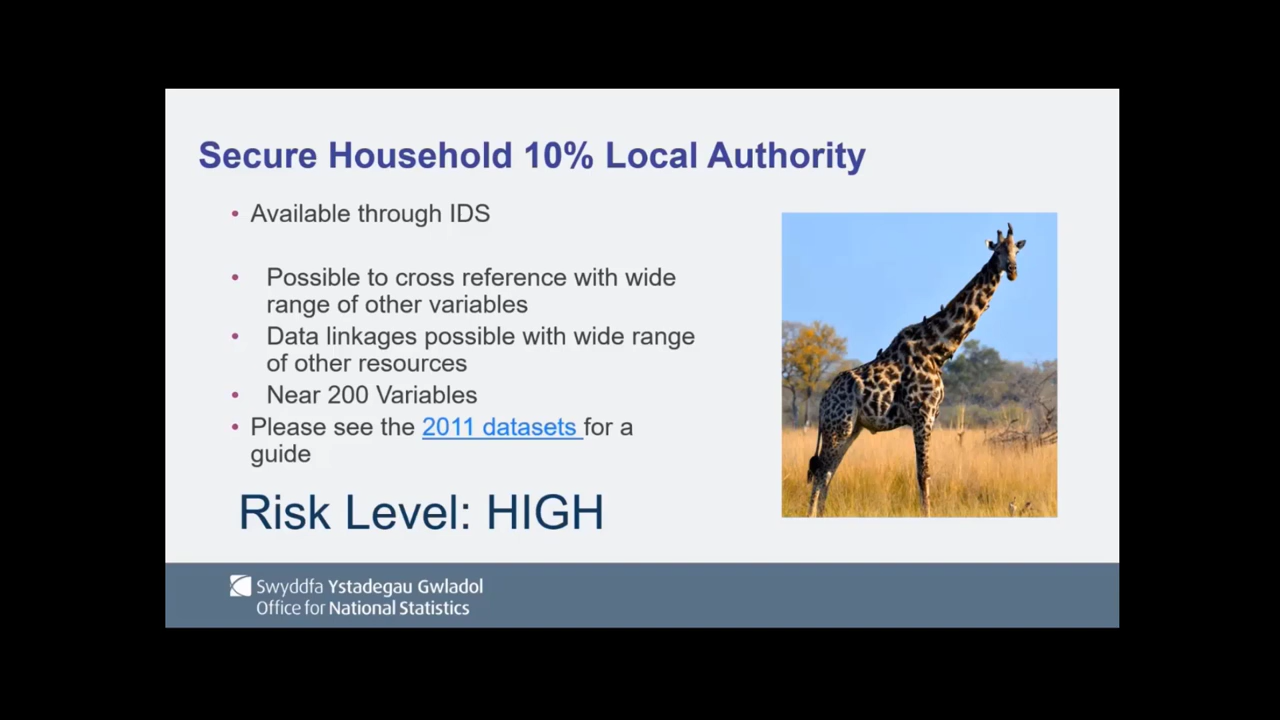 Secure Household 10% Local Authority
• Available through IDS
• Possible to cross reference with wide
range of other variables
• Data linkages possible with wide range
of other resources
• Near 200 Variables
• Please see the 2011 datasets for a
guide
Risk Level: HIGH
Swyddfa Ystadegau Gwladol
Office for National Statistics